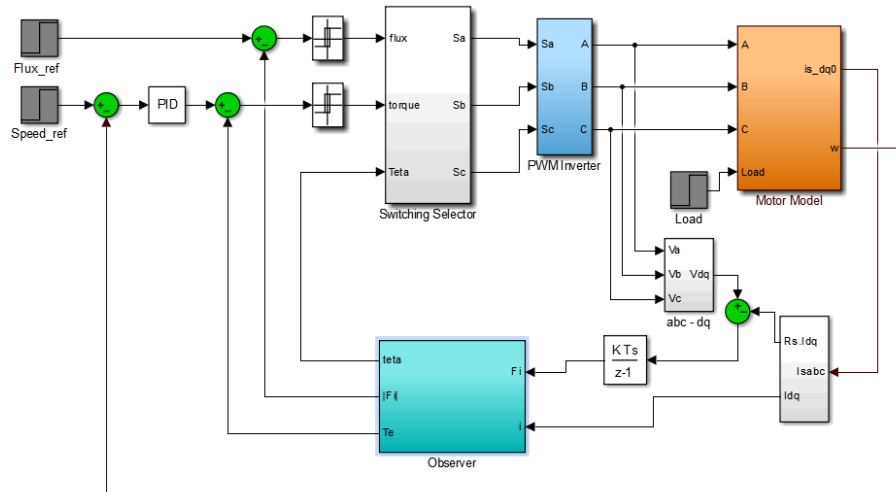 Flux_ref
Speed_ref
PID
flux
torque
Teta
Sa
Sb
Sc
Switching Selector
Sa
Sb
Sc
A
B
C
PWM Inverter
A
B
C
Load
is_dq0
w
Motor Model
Load
Va
Vb
Vc
Vdq
abc - dq
Rs.Idq
Isabc
Idq
K Ts
z-1
teta
|Fi|
Te
Fi
i
Observer